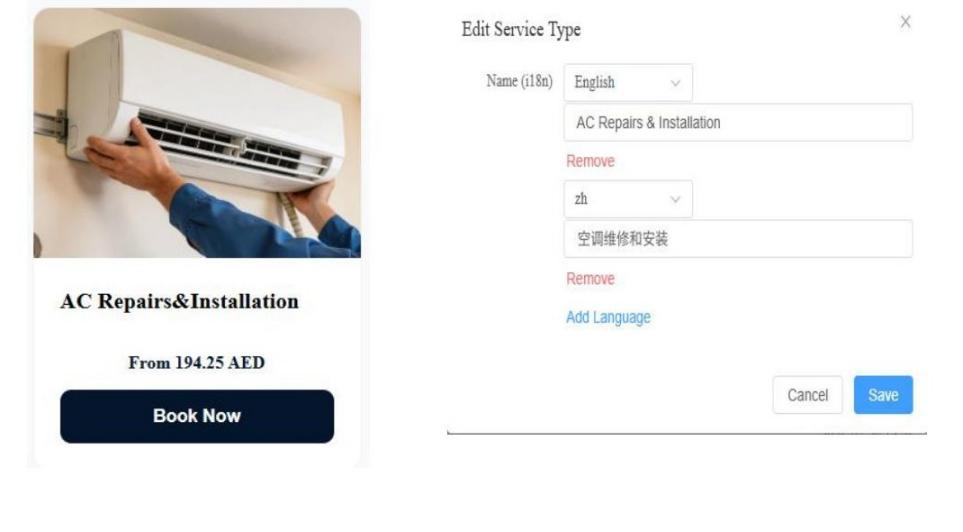 AC Repairs&Installation
From 194.25 AED
Book Now
Edit Service Type
X
Name (i18n)
English
AC Repairs & Installation
Remove
zh
空调维修和安装
Remove
Add Language
Cancel
Save